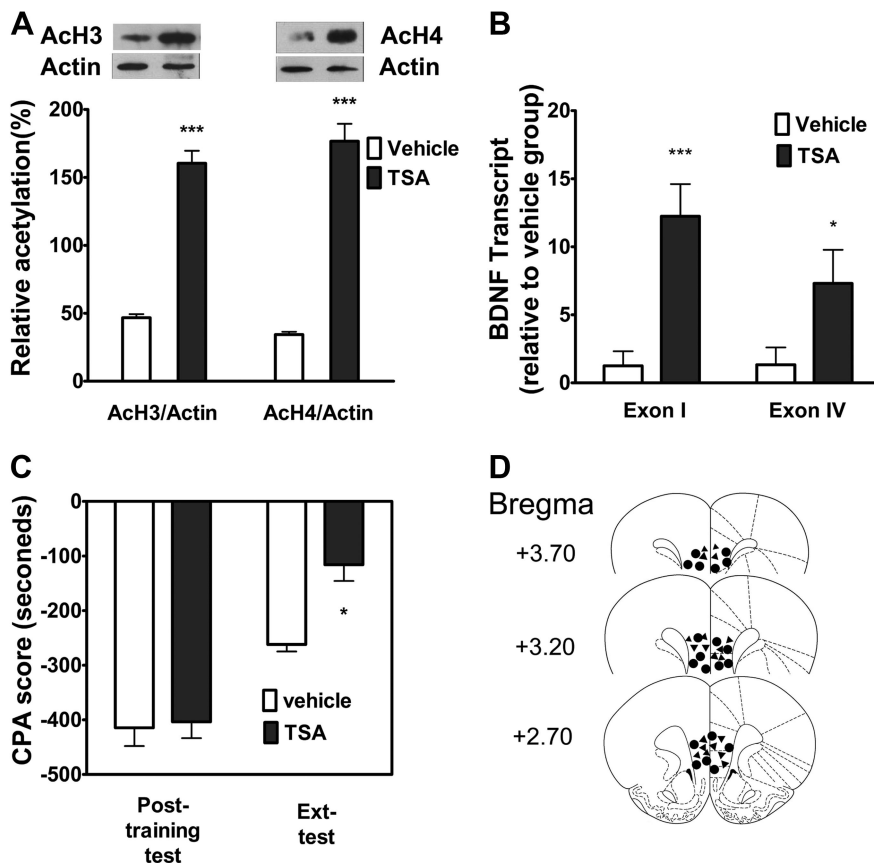 A
AcH3
Actin
AcH4
Actin
Relative acetylation(%)
200
150
100
50
0
***
***
Vehicle
TSA
AcH3/Actin
AcH4/Actin
B
BDNF Transcript
(relative to vehicle group)
20
15
10
5
0
***
*
Vehicle
TSA
Exon I
Exon IV
C
CPA score (seconeds)
0
-100
-200
-300
-400
-500
*
vehicle
TSA
Post-
training
test
Ext-
test
D
Bregma
+3.70
+3.20
+2.70